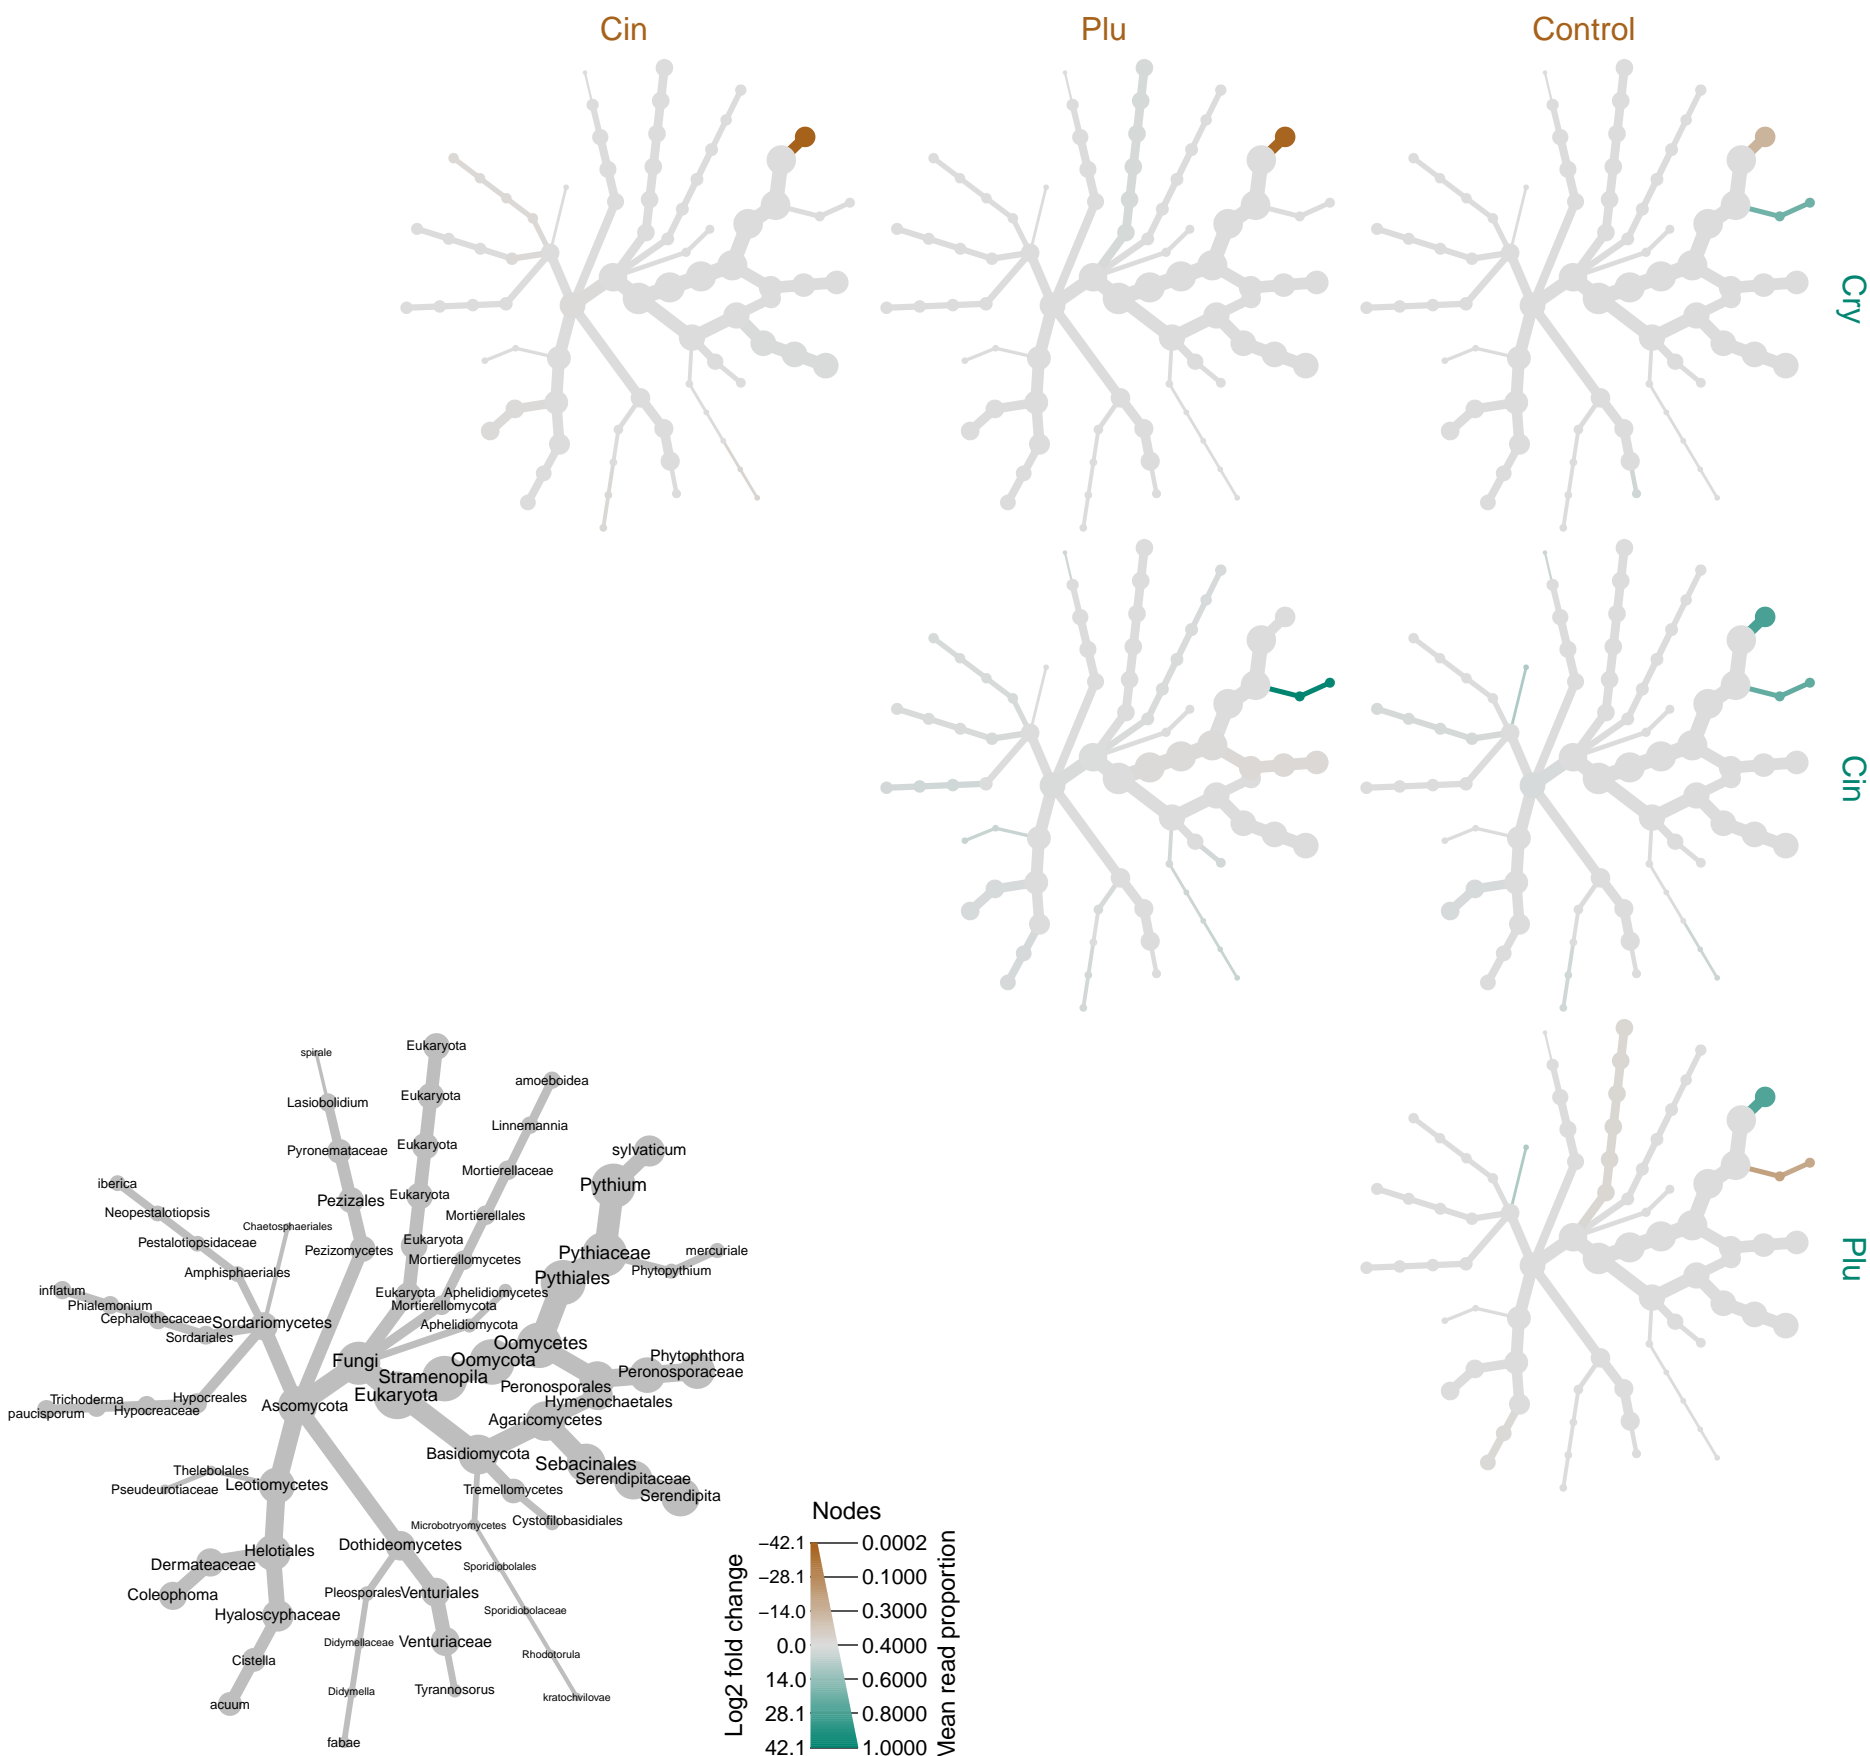 Cin
Plu
Control
Cry
Cin
Plu
spirale
Eukaryota
amoeboidea
Lasiobolidium
Eukaryota
Linnemannia
Pyronemataceae
Eukaryota
sylvaticum
Mortierellaceae
Pythium
iberica
Pezizales
Eukaryota
Neopestalotiopsis
Chaetosphaeriales
Mortierellales
Pestalotiopsidaceae
Pezizomycetes
Eukaryota
Mortierellomycetes
Pythiaceae
mercuriale
Amphisphaeriales
Pythiales
Phytopythium
inflatum
Eukaryota
Aphelidiomycetes
Phialemonium
Mortierellomycota
Cephalothecaceae
Sordariomycetes
Aphelidiomycota
Sordariales
Oomycetes
Fungi
Oomycota
Phytophthora
Stramenopila
Peronosporaceae
Peronosporales
Eukaryota
Trichoderma
Hypocreales
Ascomycota
Hymenochaetales
paucisporum
Hypocreaceae
Agaricomycetes
Basidiomycota
Sebacinales
Thelebolales
Serendipitaceae
Pseudeurotiaceae
Leotiomycetes
Tremellomycetes
Serendipita
Microbotryomycetes
Cystofilobasidiales
Helotiales
Dothideomycetes
Dermateaceae
Sporidiobolales
Coleophoma
Pleosporales
Venturiales
Hyaloscyphaceae
Sporidiobolaceae
Didymellaceae
Venturiaceae
Cistella
Rhodotorula
acuum
Didymella
Tyrannosorus
kratochvilovae
fabae
Nodes
Log2 fold change
Mean read proportion
−42.1 0.0002
−28.1 0.1000
−14.0 0.3000
0.0 0.4000
14.0 0.6000
28.1 0.8000
42.1 1.0000